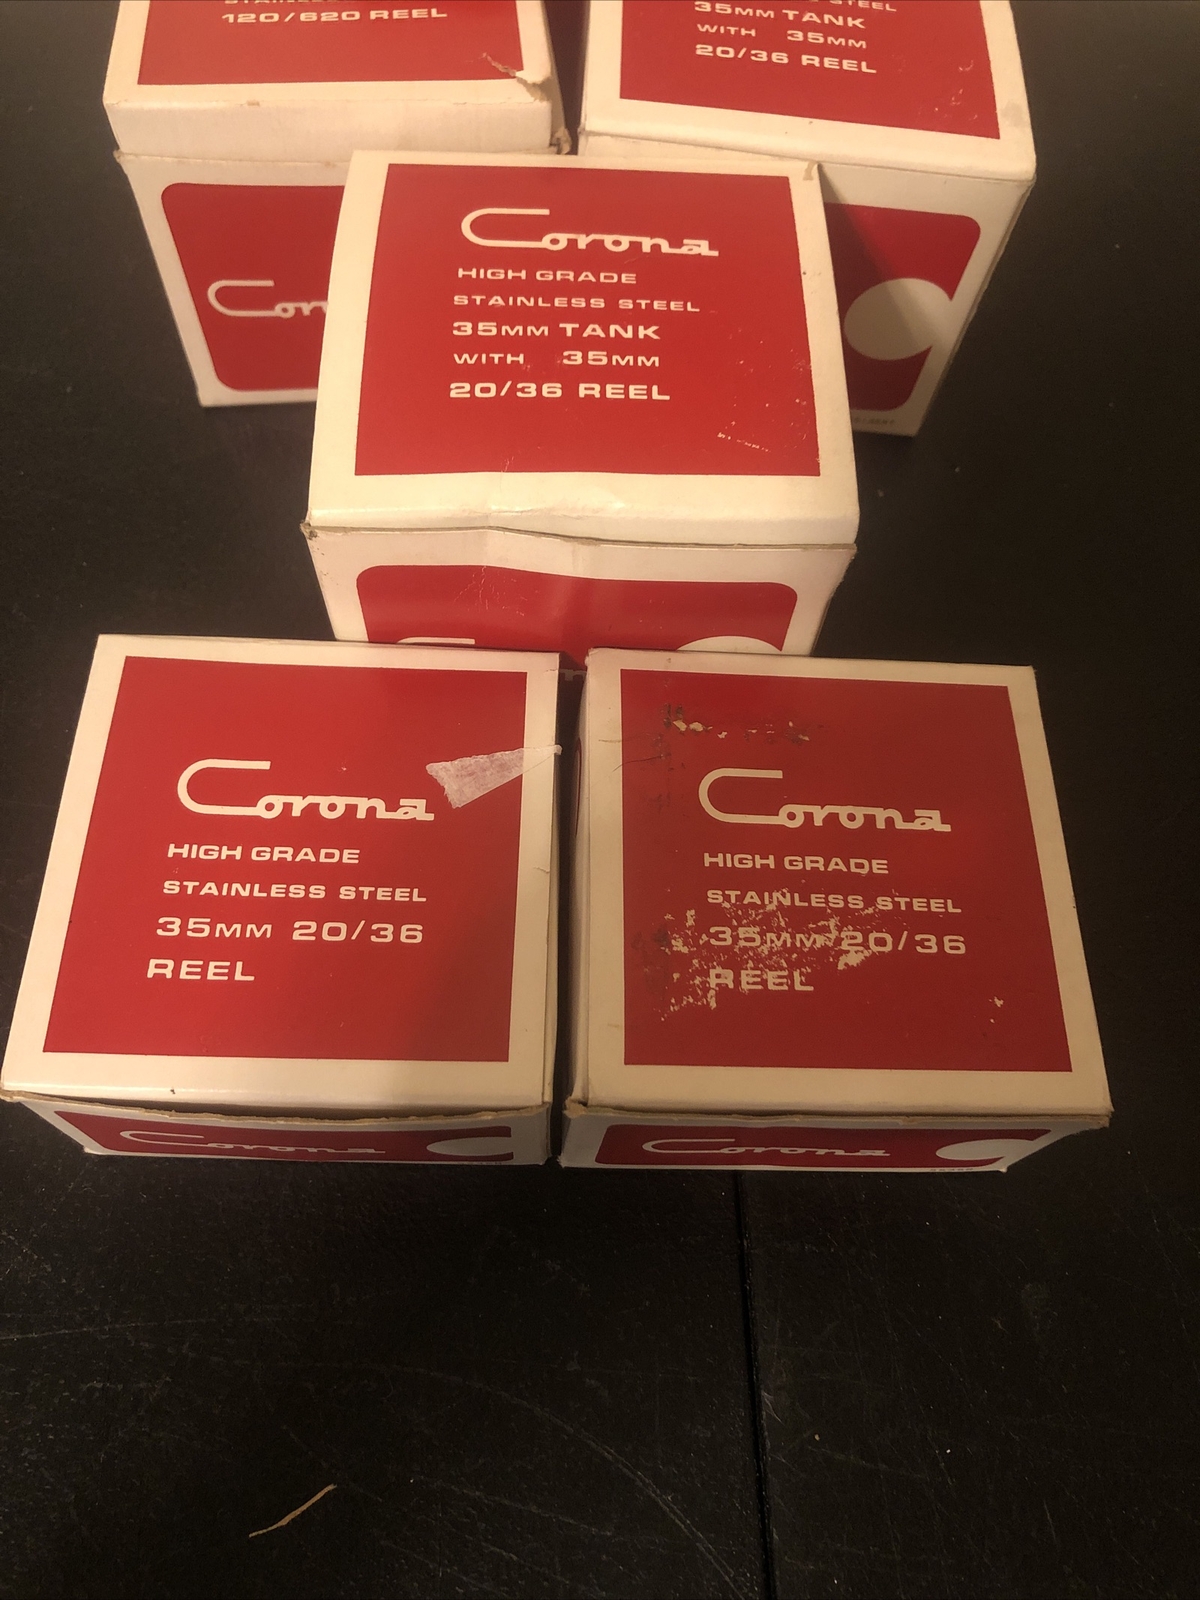 120/620 REEL
STEEL
35MM TANK
WITH 35MM
20/36 REEL
Corona
HIGH GRADE
STAINLESS STEEL
35MM TANK
WITH 35MM
20/36 REEL
Corona
HIGH GRADE
STAINLESS STEEL
35MM 20/36
REEL
Corona
Corona
HIGH GRADE
STAINLESS STEEL
35MM 20/36
REEL
Corona